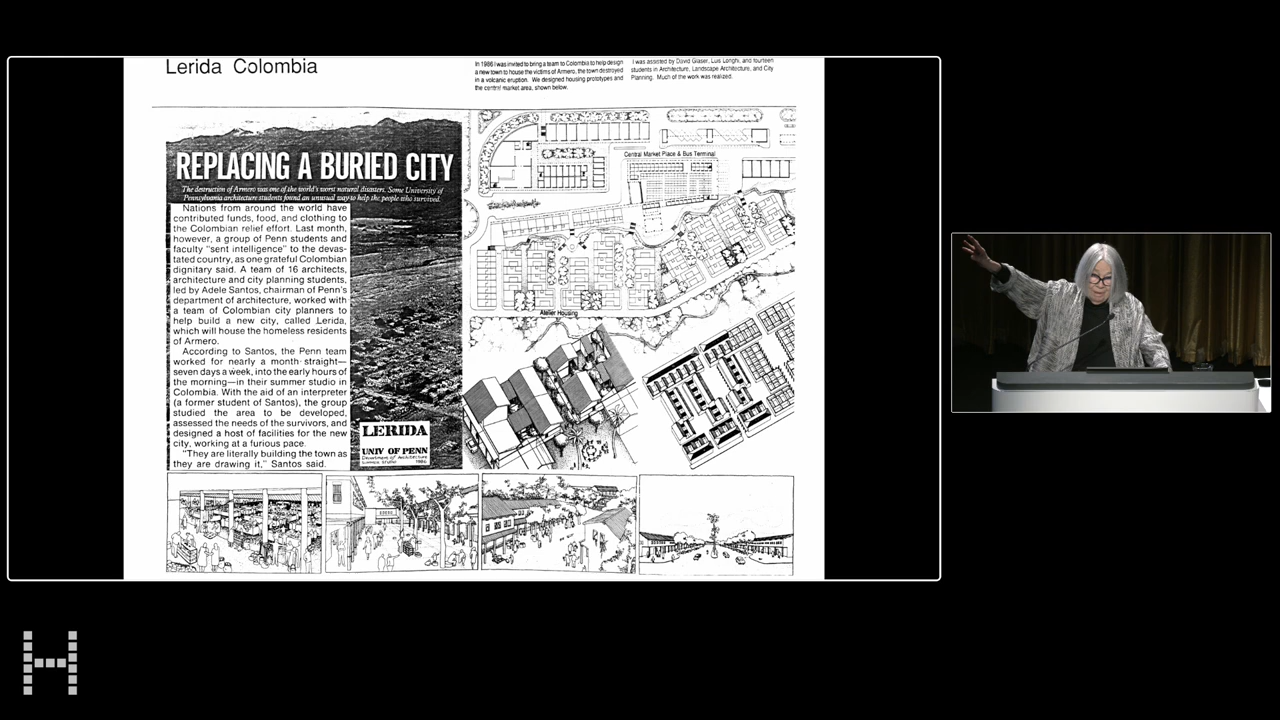 Lerida Colombia
In 1986 I was invited to bring a team to Colombia to help design
a new town to house the victims of Armero, the town destroyed
in a volcanic eruption. We designed housing prototypes and
the central market area, shown below.
I was assisted by David Glaser, Luis Longhi, and fourteen
students in Architecture, Landscape Architecture, and City
Planning. Much of the work was realized.
REPLACING A BURIED CITY
The destruction of Armero was one of the world's worst natural disasters. Some University of
Pennsylvania architecture students found an unusual way to help the people who survived.
Nations from around the world have
contributed funds, food, and clothing to
the Colombian relief effort. Last month,
however, a group of Penn students and
faculty "sent intelligence" to the devas-
tated country, as one grateful Colombian
dignitary said. A team of 16 architects,
architecture and city planning students,
led by Adele Santos, chairman of Penn's
department of architecture, worked with
a team of Colombian city planners to
help build a new city, called Lerida,
which will house the homeless residents
of Armero.
According to Santos, the Penn team
worked for nearly a month straight—
seven days a week, into the early hours of
the morning—in their summer studio in
Colombia. With the aid of an interpreter
(a former student of Santos), the group
studied the area to be developed,
assessed the needs of the survivors, and
designed a host of facilities for the new
city, working at a furious pace.
"They are literally building the town as
they are drawing it," Santos said.
LERIDA
UNIV OF PENN
Department of Architecture
Summer Studio 1986
Central Market Place & Bus Terminal
Atelier Housing
H